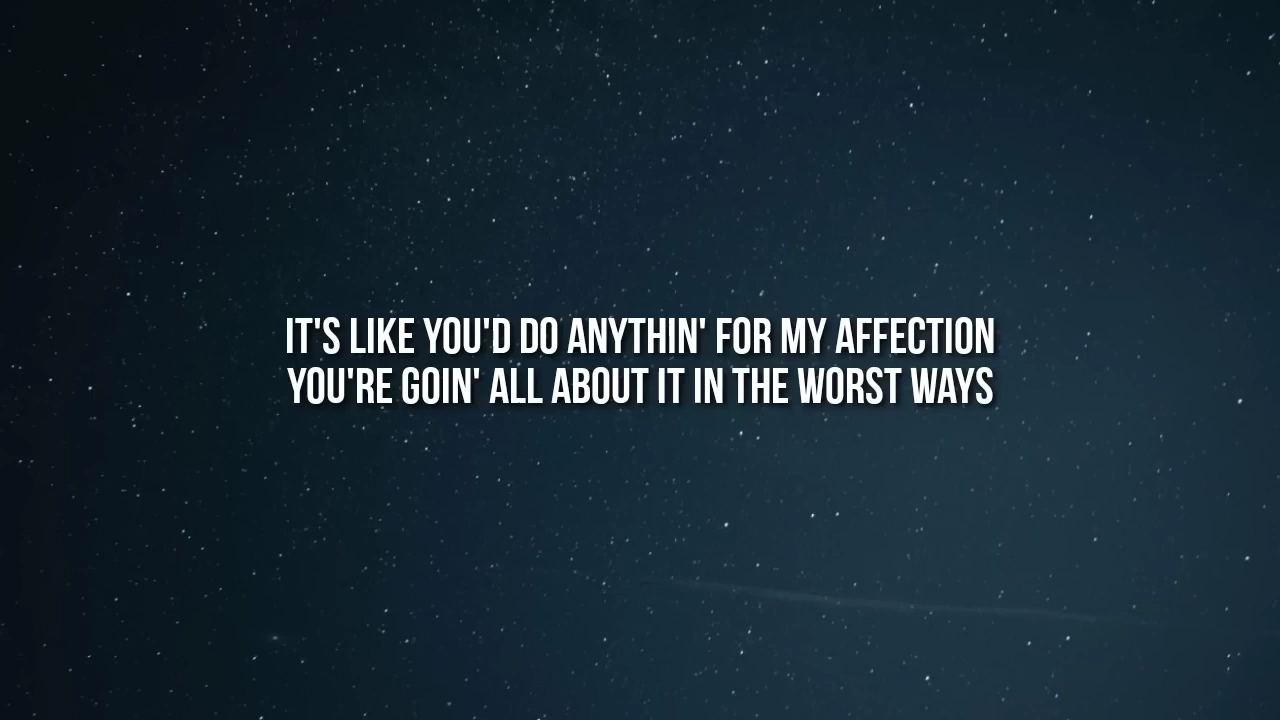 IT'S LIKE YOU'D DO ANYTHIN' FOR MY AFFECTION
YOU'RE GOIN' ALL ABOUT IT IN THE WORST WAYS